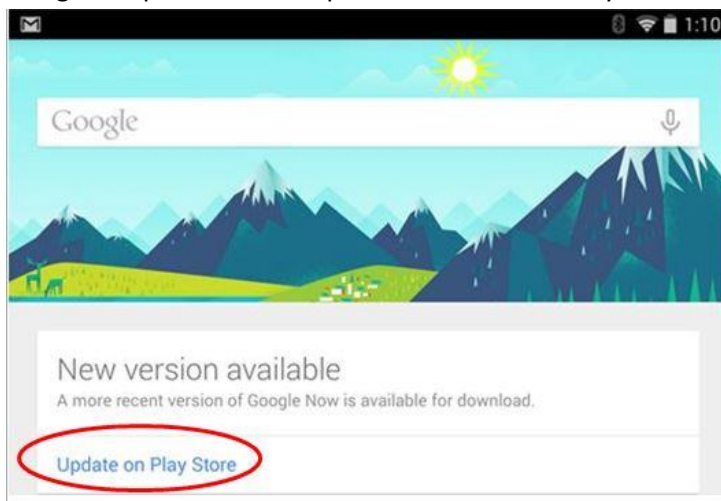 1:10
Google
New version available
A more recent version of Google Now is available for download.
Update on Play Store